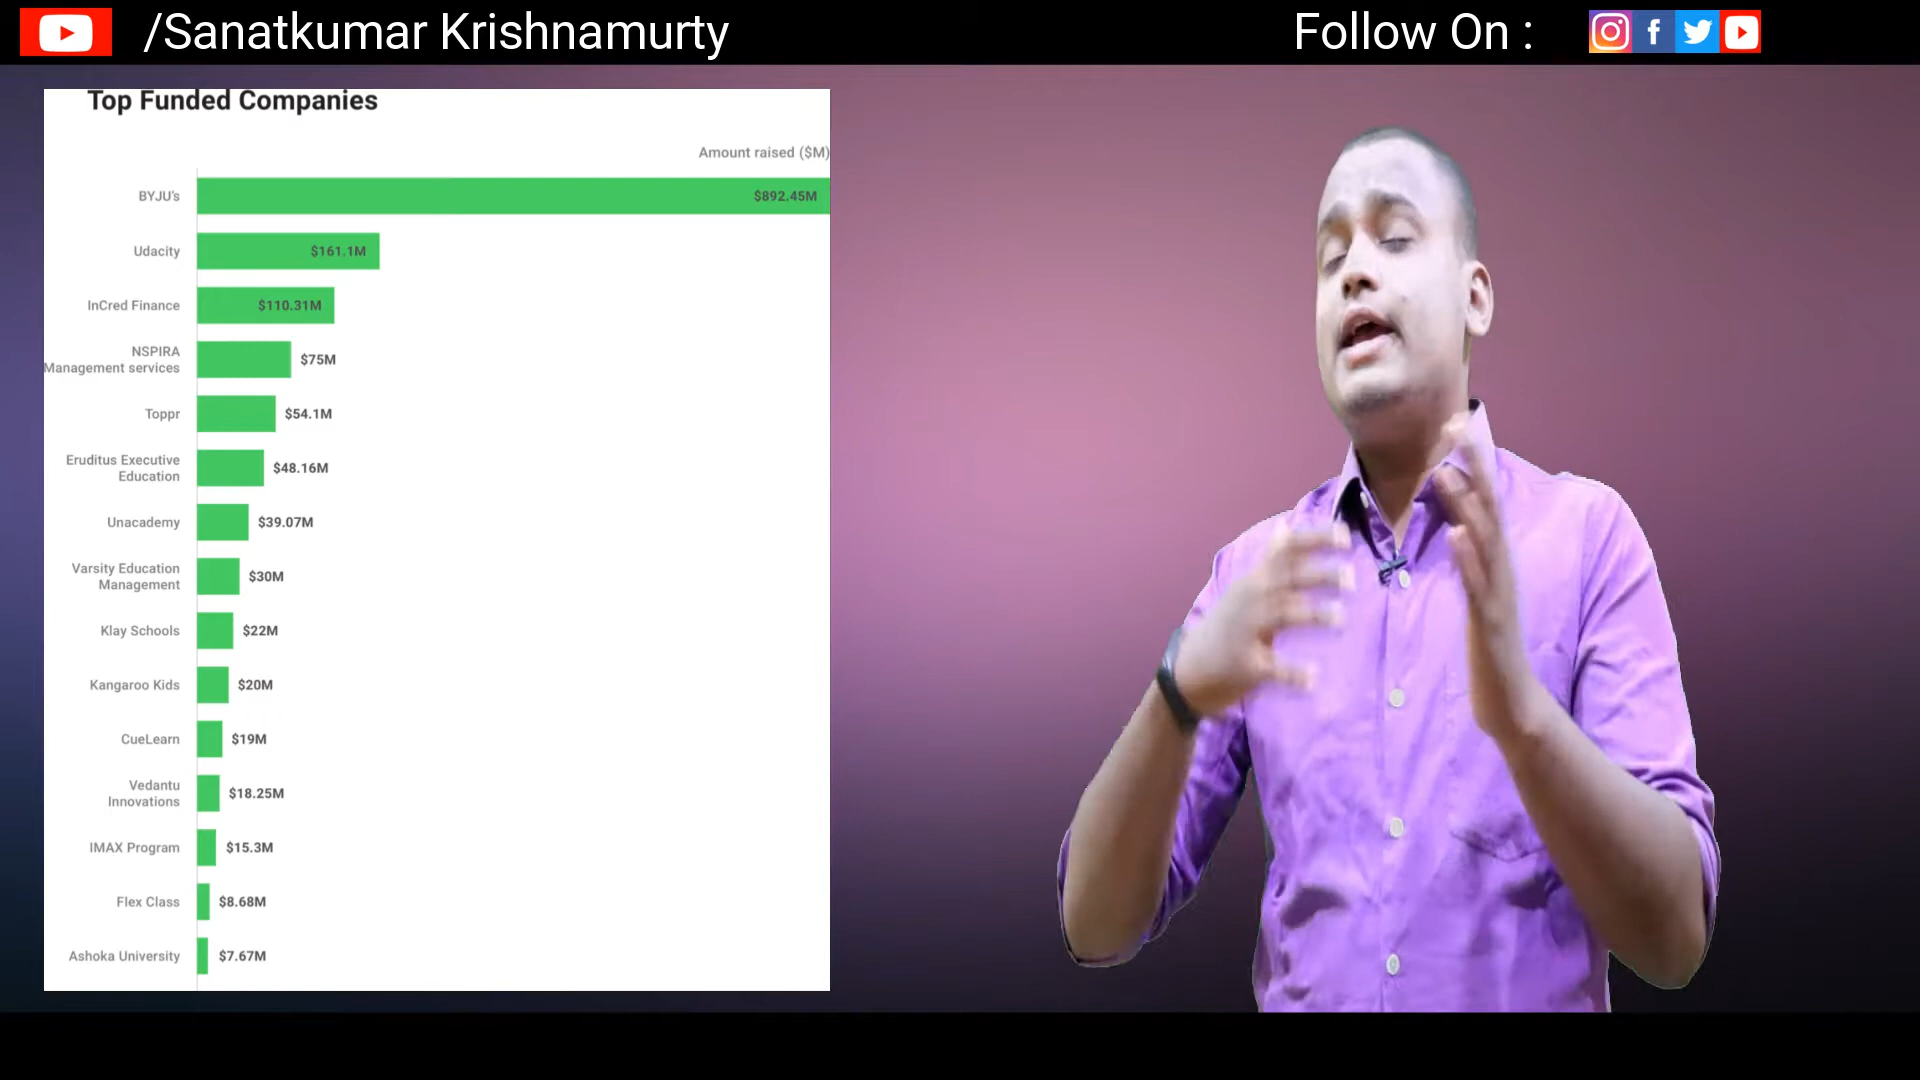 /Sanatkumar Krishnamurty
Follow On :
Top Funded Companies
Amount raised ($M)
BYJU's
$892.45M
Udacity
$161.1M
InCred Finance
$110.31M
NSPIRA
Management services
$75M
Toppr
$54.1M
Eruditus Executive
Education
$48.16M
Unacademy
$39.07M
Varsity Education
Management
$30M
Klay Schools
$22M
Kangaroo Kids
$20M
CueLearn
$19M
Vedantu
Innovations
$18.25M
IMAX Program
$15.3M
Flex Class
$8.68M
Ashoka University
$7.67M